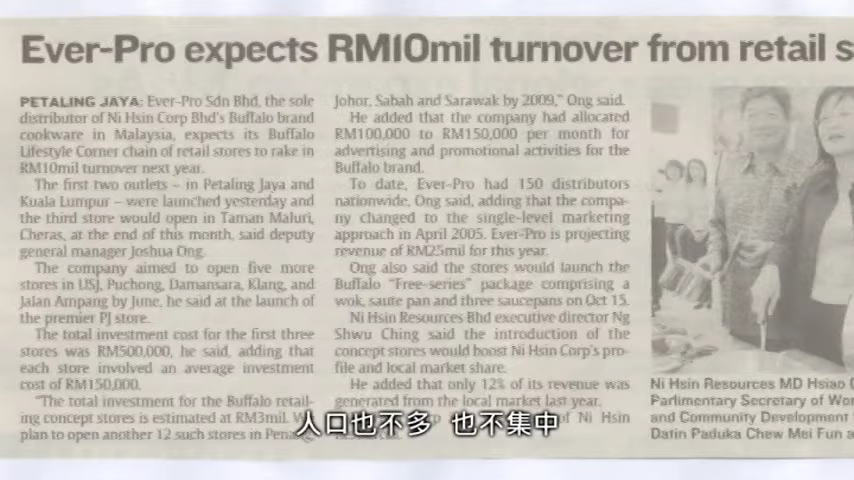 Ever-Pro expects RM10mil turnover from retail s
PETALING JAYA: Ever-Pro Sdn Bhd, the sole
distributor of Ni Hsin Corp Bhd's Buffalo brand
cookware in Malaysia, expects its Buffalo
Lifestyle Corner chain of retail stores to rake in
RM10mil turnover next year.
The first two outlets – in Petaling Jaya and
Kuala Lumpur – were launched yesterday and
the third store would open in Taman Maluri,
Cheras, at the end of this month, said deputy
general manager Joshua Ong.
The company aimed to open five more
stores in USJ, Puchong, Damansara, Klang, and
Jalan Ampang by June, he said at the launch of
the premier PJ store.
The total investment cost for the first three
stores was RM500,000, he said, adding that
each store involved an average investment
cost of RM150,000.
"The total investment for the Buffalo retail-
ing concept stores is estimated at RM3mil.
plan to open another 12 such stores in
Johor, Sabah and Sarawak by 2009," Ong said.
He added that the company had allocated
RM100,000 to RM150,000 per month for
advertising and promotional activities for the
Buffalo brand.
To date, Ever-Pro had 150 distributors
nationwide, Ong said, adding that the compa-
ny changed to the single-level marketing
approach in April 2005. Ever-Pro is projecting
revenue of RM25mil for this year.
Ong also said the stores would launch the
Buffalo "Free-series" package comprising a
wok, saute pan and three saucepans on Oct 15.
Ni Hsin Resources Bhd executive director Ng
Shwu Ching said the introduction of the
concept stores would boost Ni Hsin Corp's pro-
file and local market share.
He added that only 12% of its revenue was
generated from the local market last year.
of Ni Hsin
Ni Hsin Resources MD Hsiao
Parlimentary Secretary of
and Community Development
Datin Paduka Chew Mei Fun a
人口也不多 也不集中